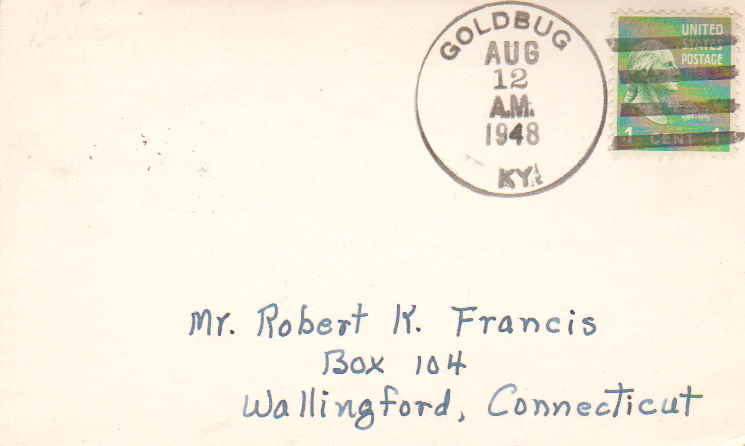 GOLDBUG
AUG
12
A.M.
1948
KY.
UNITED
STATES
POSTAGE
1 CENT 1
Mr. Robert K. Francis
Box 104
Wallingford, Connecticut